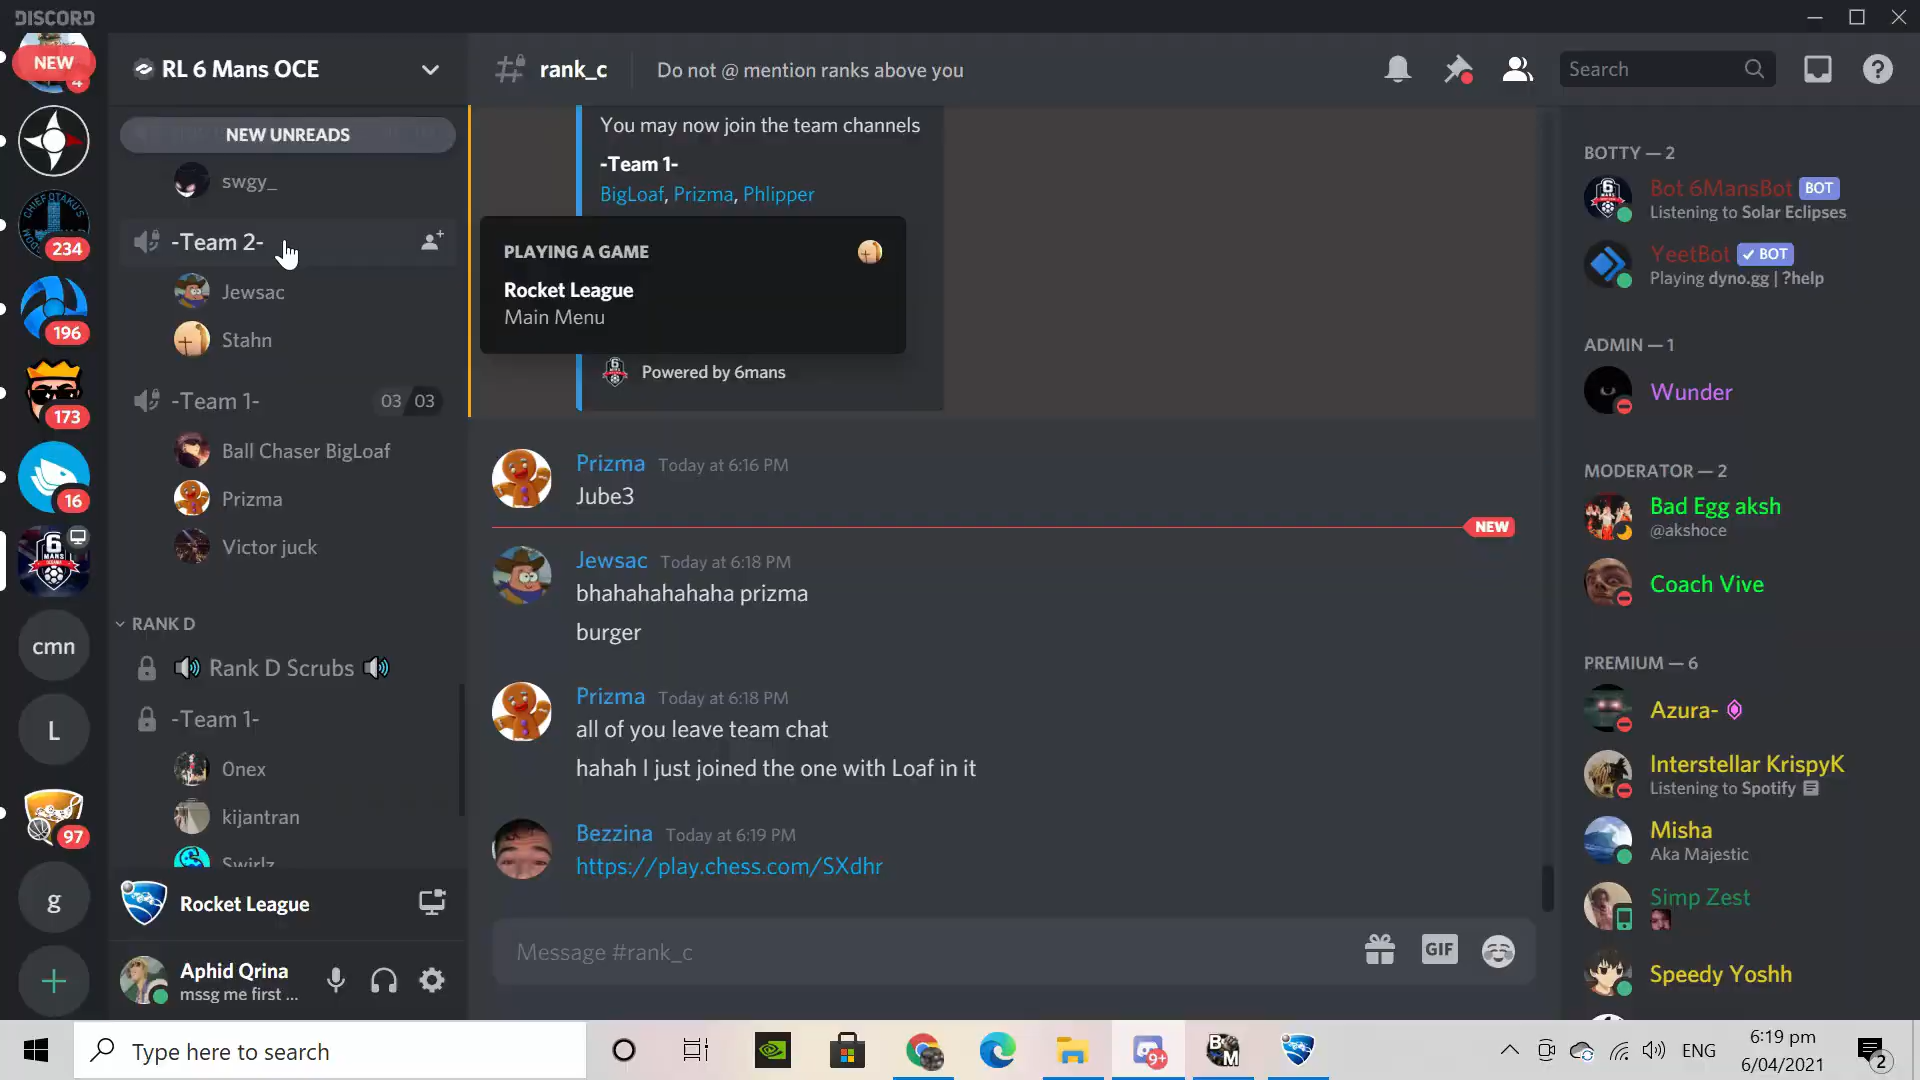 DISCORD
NEW
4
234
196
173
16
6
MANS
cmn
L
97
g
RL 6 Mans OCE
NEW UNREADS
swgy_
-Team 2-
Jewsac
Stahn
-Team 1-
03 03
Ball Chaser BigLoaf
Prizma
Victor juck
RANK D
Rank D Scrubs
-Team 1-
0nex
kijantran
Swirlz
Rocket League
Aphid Qrina
mssg me first ...
rank_c
Do not @ mention ranks above you
Search
You may now join the team channels
-Team 1-
BigLoaf, Prizma, Phlipper
PLAYING A GAME
Rocket League
Main Menu
Powered by 6mans
Prizma Today at 6:16 PM
Jube3
NEW
Jewsac Today at 6:18 PM
bhahahahahaha prizma
burger
Prizma Today at 6:18 PM
all of you leave team chat
hahah I just joined the one with Loaf in it
Bezzina Today at 6:19 PM
https://play.chess.com/SXdhr
Message #rank_c
GIF
BOTTY — 2
Bot 6MansBot BOT
Listening to Solar Eclipses
YeetBot ✓ BOT
Playing dyno.gg | ?help
ADMIN — 1
Wunder
MODERATOR — 2
Bad Egg aksh
@akshoce
Coach Vive
PREMIUM — 6
Azura-
Interstellar KrispyK
Listening to Spotify
Misha
Aka Majestic
Simp Zest
Speedy Yoshh
Type here to search
9+
B M
ENG
6:19 pm
6/04/2021
2